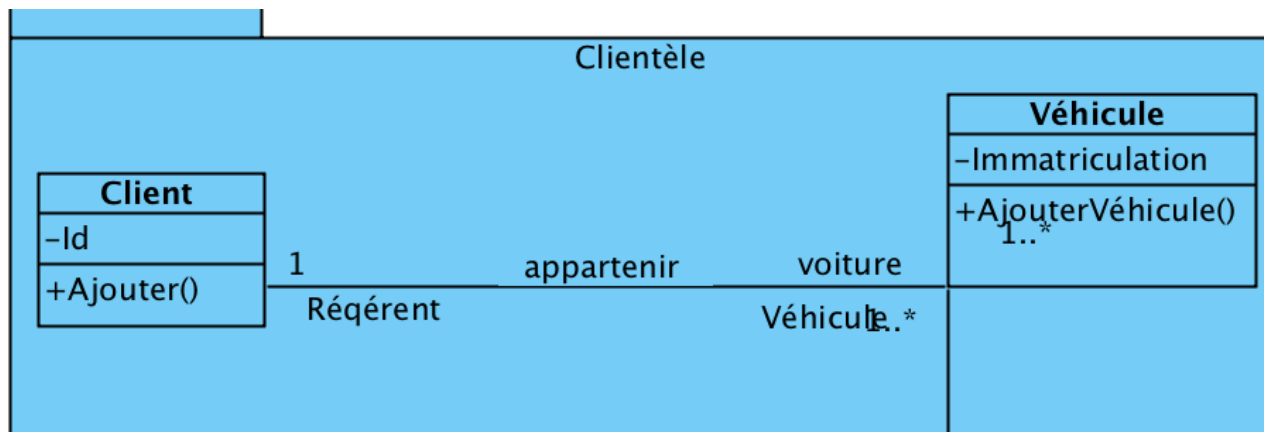 Clientèle
Véhicule
-Immatriculation
+AjouterVéhicule()
1..*
Client
-Id
+Ajouter()
1
appartenir
voiture
Réqérent
Véhicule
1..*